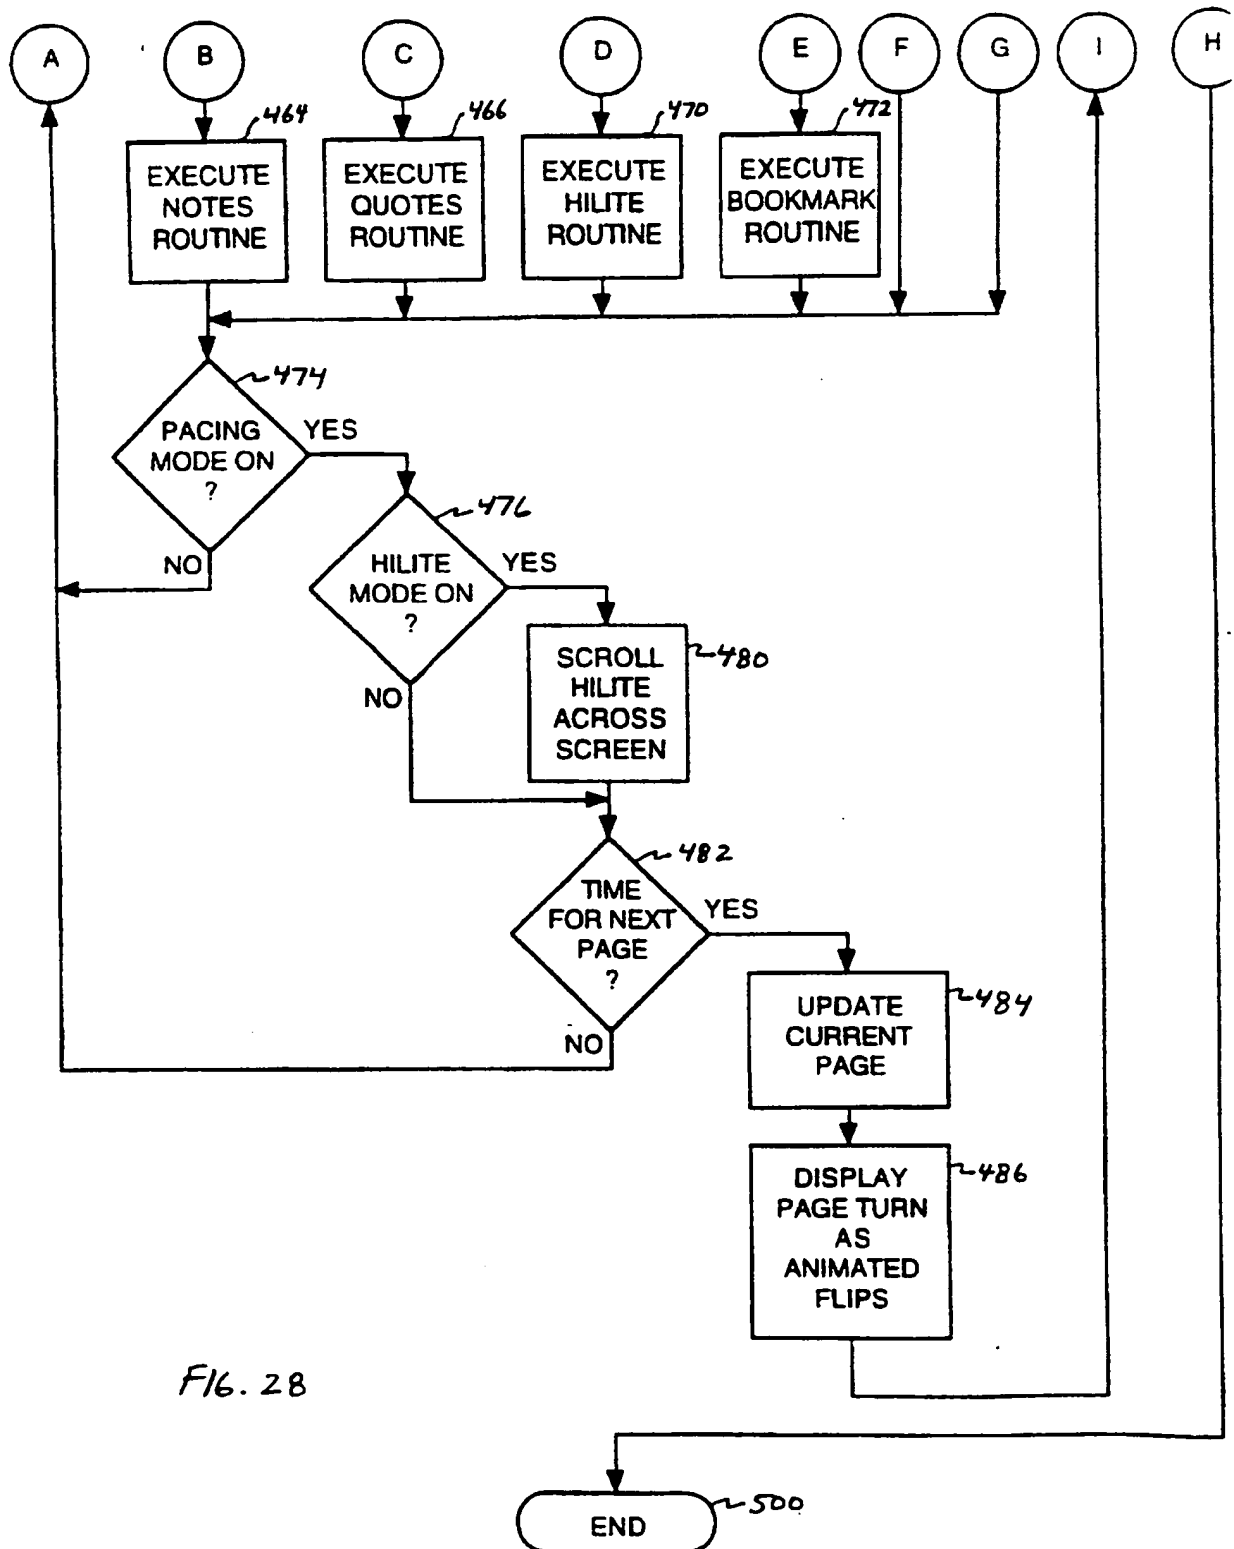 A B C D E F G I H
464 466 470 472
EXECUTE
NOTES
ROUTINE
EXECUTE
QUOTES
ROUTINE
EXECUTE
HILITE
ROUTINE
EXECUTE
BOOKMARK
ROUTINE
474
PACING
MODE ON
?
YES
NO
476
HILITE
MODE ON
?
YES
NO
480
SCROLL
HILITE
ACROSS
SCREEN
482
TIME
FOR NEXT
PAGE
?
YES
NO
484
UPDATE
CURRENT
PAGE
486
DISPLAY
PAGE TURN
AS
ANIMATED
FLIPS
FIG. 28
500
END